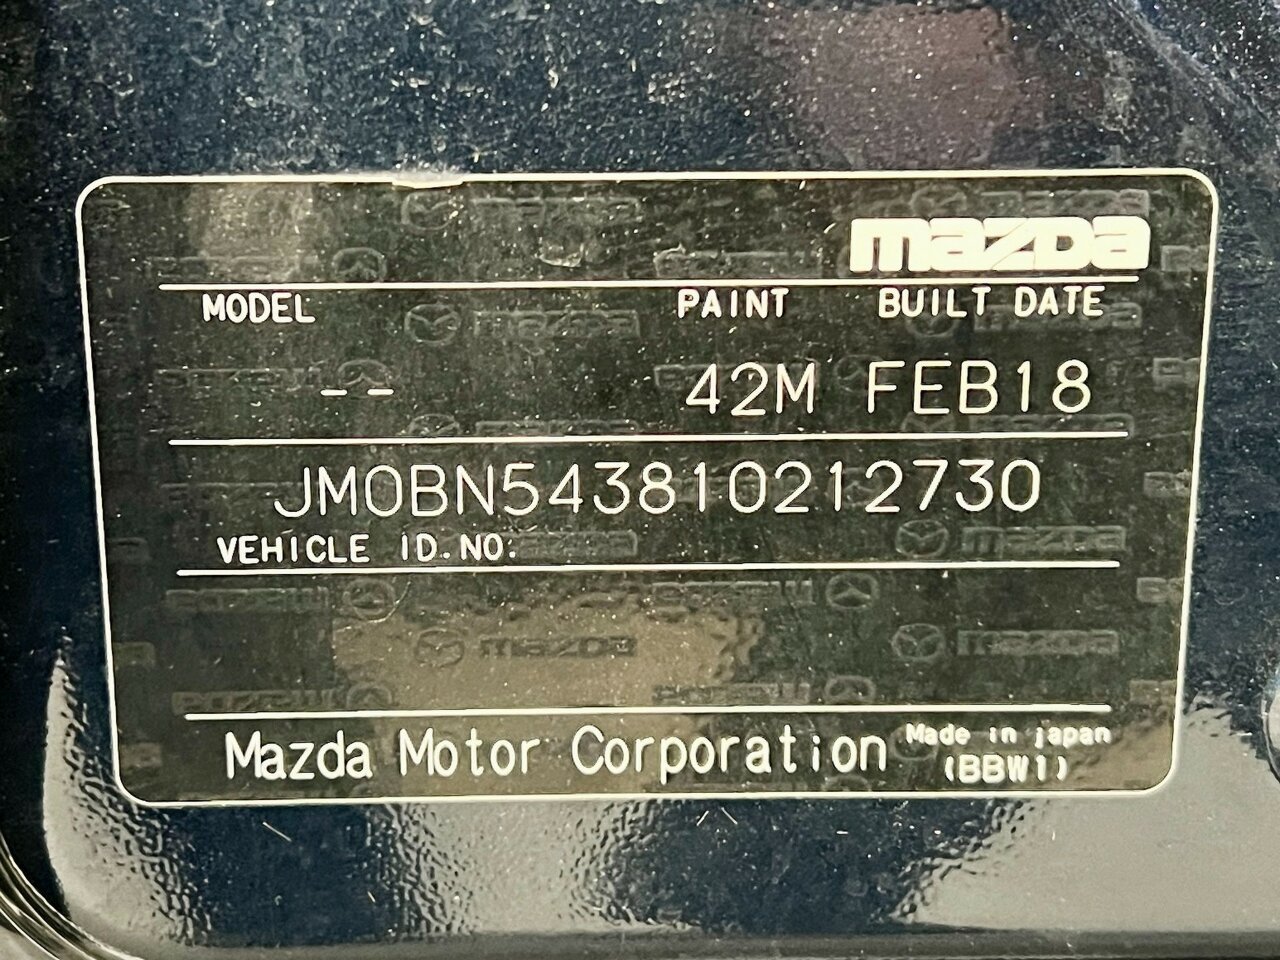 mazda
MODEL PAINT BUILT DATE
-- 42M FEB18
JM0BN543810212730
VEHICLE ID.NO:
Mazda Motor Corporation Made in japan
(BBW1)